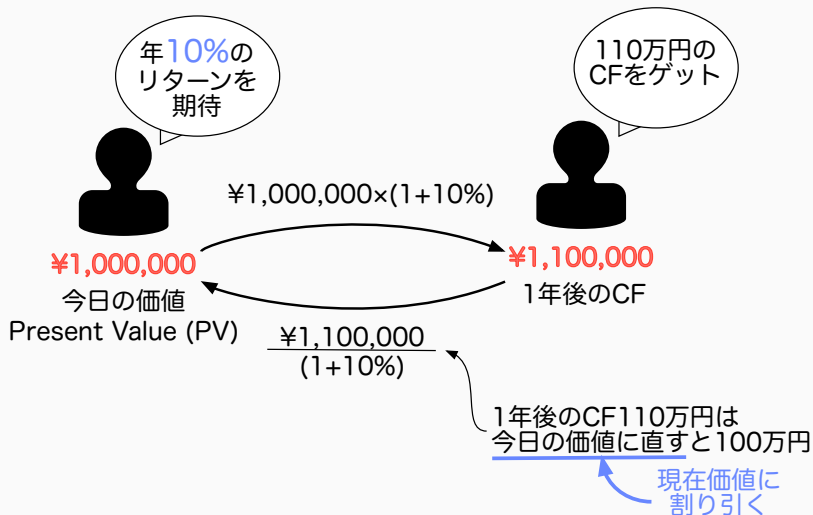 年10%の
リターンを
期待
110万円の
CFをゲット
¥1,000,000×(1+10%)
¥1,000,000
今日の価値
Present Value (PV)
¥1,100,000
1年後のCF
¥1,100,000
(1+10%)
1年後のCF110万円は
今日の価値に直すと100万円
現在価値に
割り引く